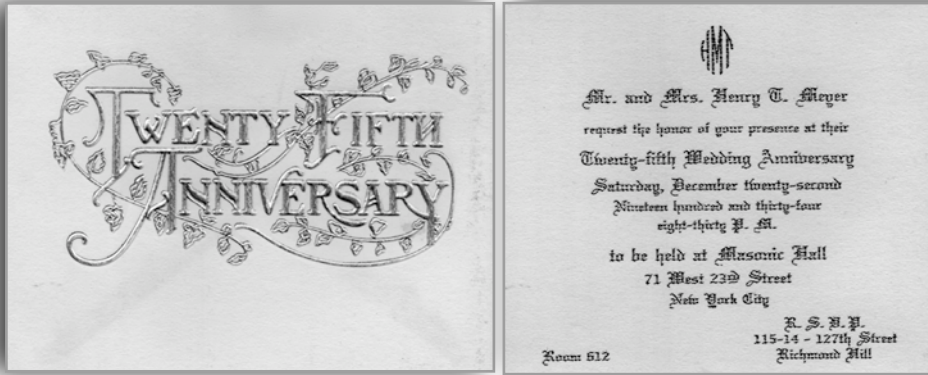 Twenty Fifth
Anniversary
HMT
Mr. and Mrs. Henry T. Meyer
request the honor of your presence at their
Twenty-fifth Wedding Anniversary
Saturday, December twenty-second
Nineteen hundred and thirty-four
eight-thirty P. M.
to be held at Masonic Hall
71 West 23rd Street
New York City
R. S. V. P.
115-14 - 127th Street
Room 612
Richmond Hill